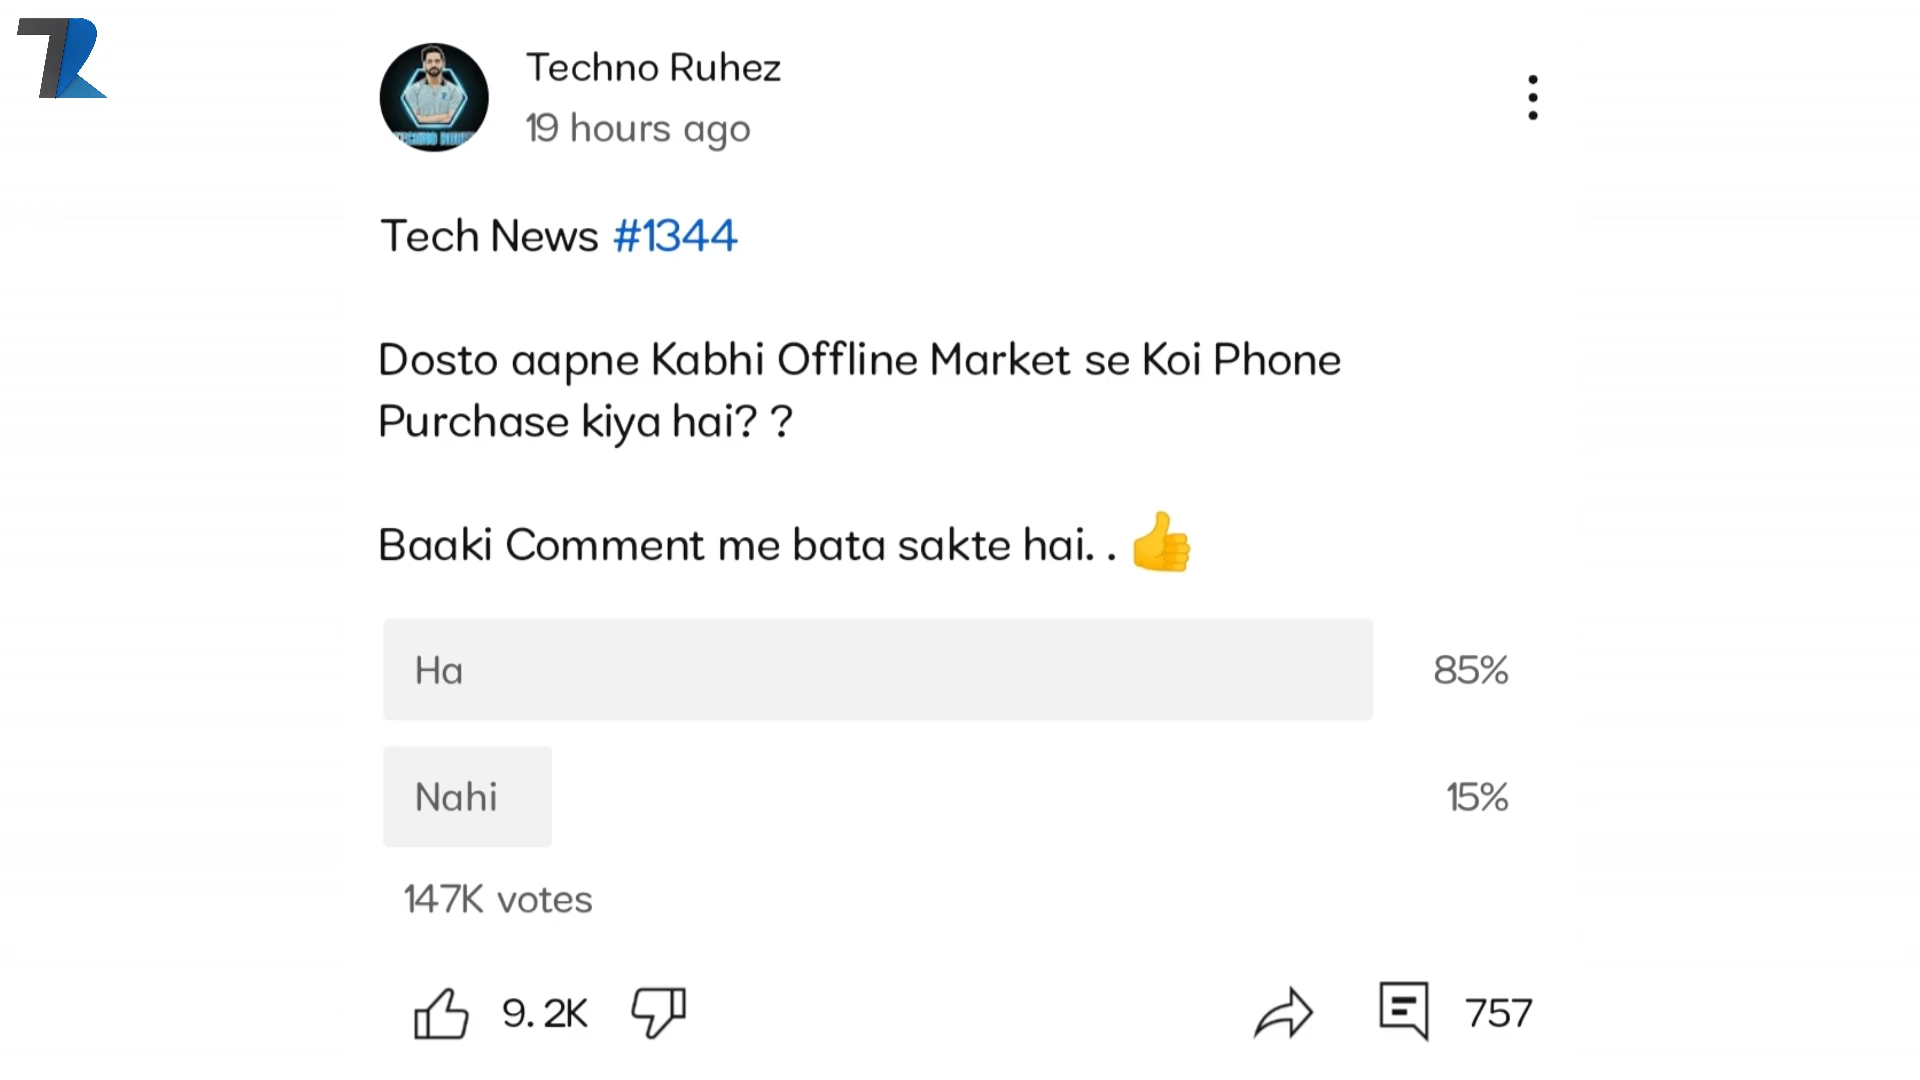 TR
Techno Ruhez
19 hours ago
Tech News #1344
Dosto aapne Kabhi Offline Market se Koi Phone
Purchase kiya hai? ?
Baaki Comment me bata sakte hai. . 👍
Ha 85%
Nahi 15%
147K votes
9.2K 757